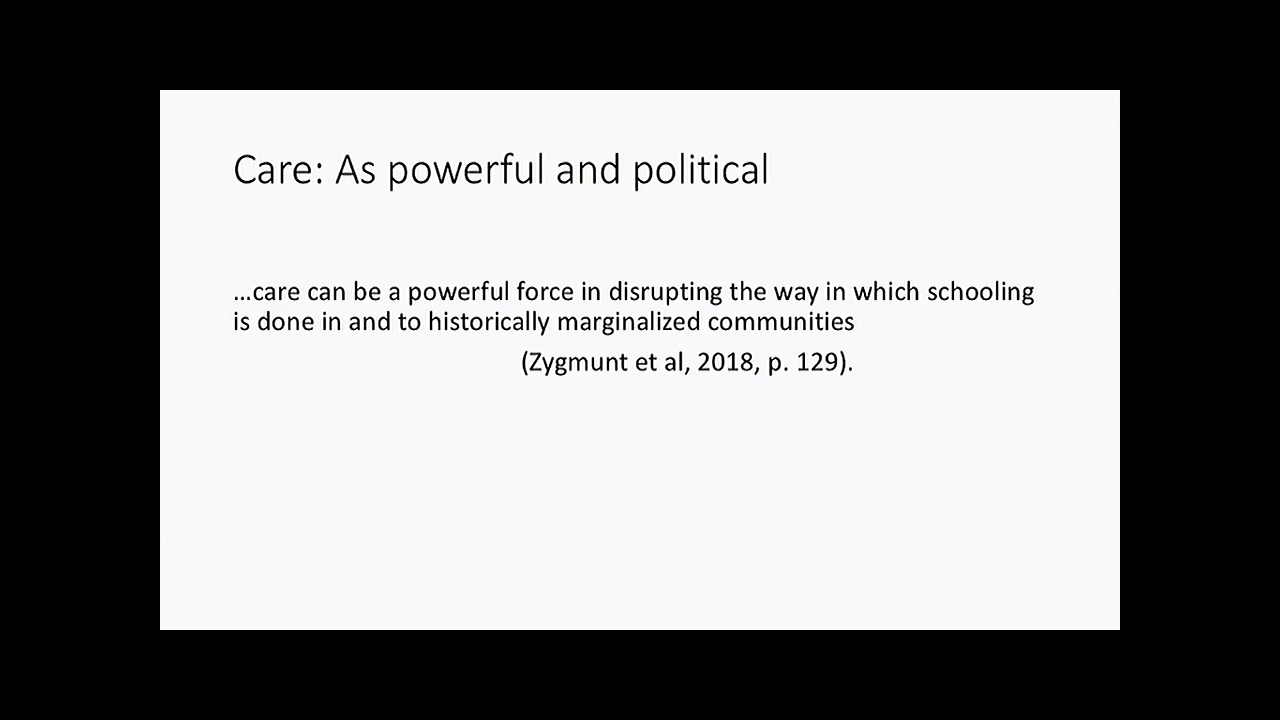 Care: As powerful and political
…care can be a powerful force in disrupting the way in which schooling
is done in and to historically marginalized communities
(Zygmunt et al, 2018, p. 129).